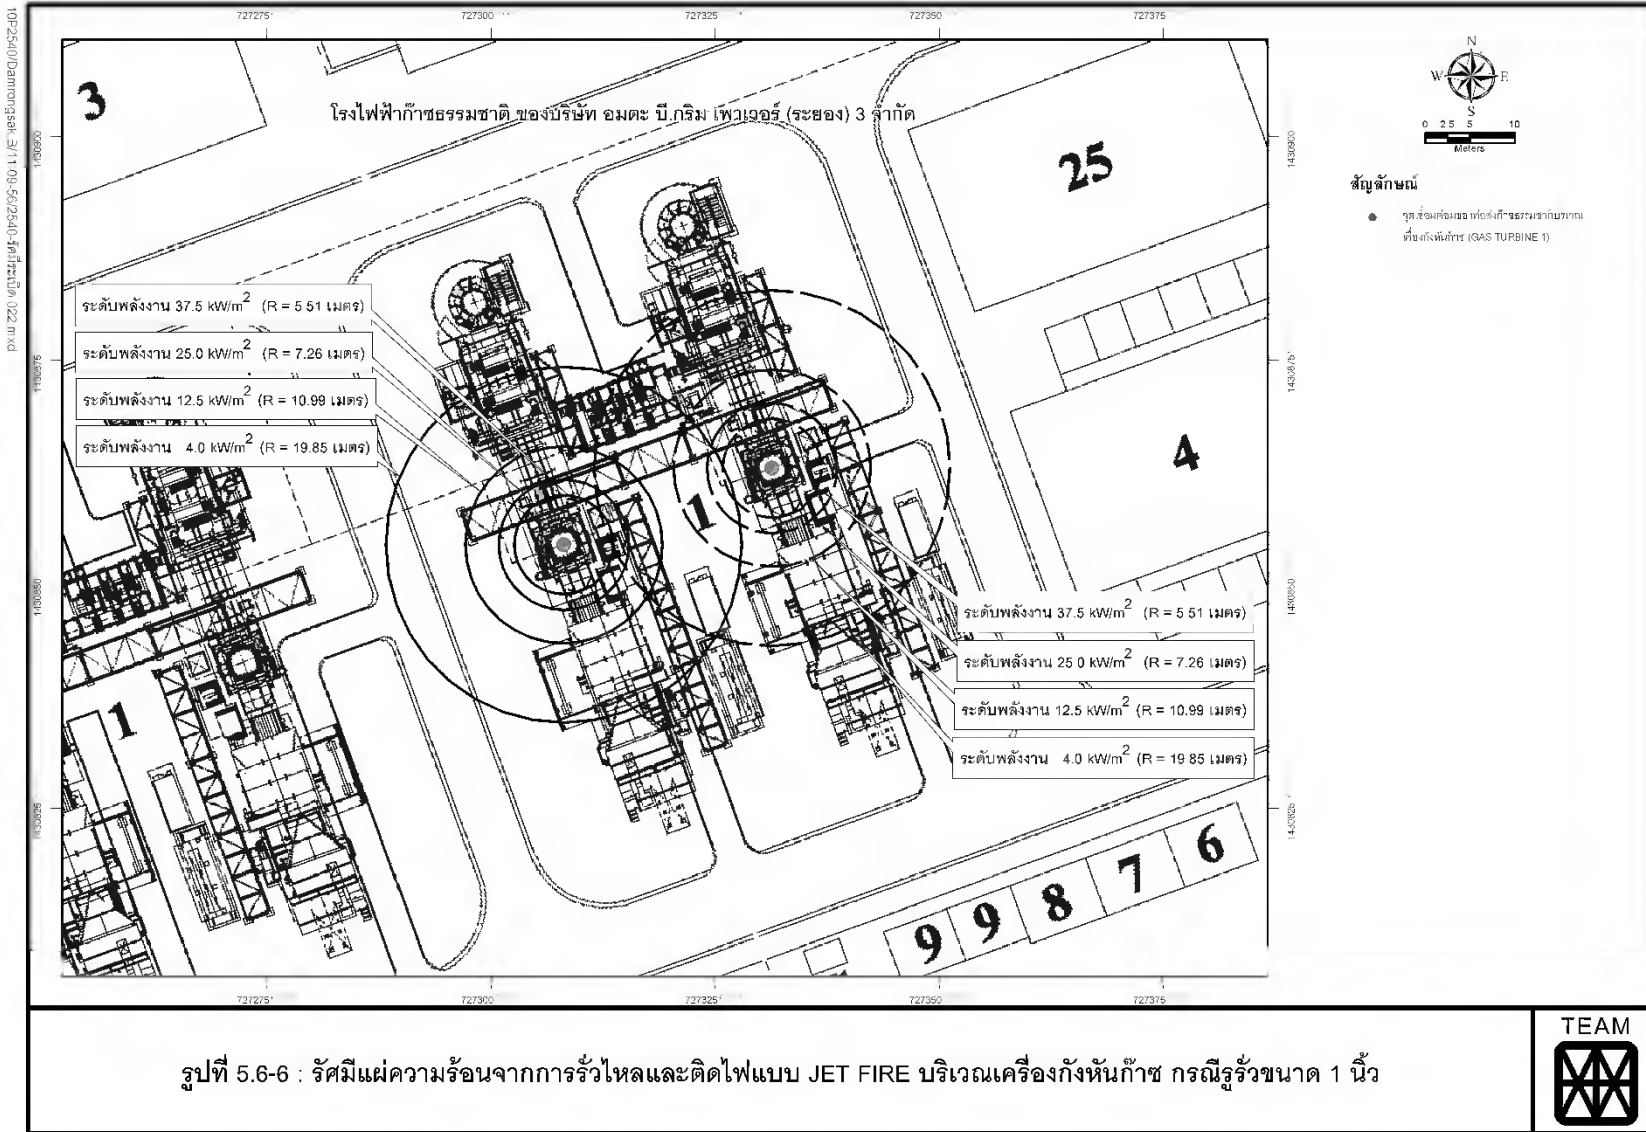 727275
727300
727325
727350
727375
โรงไฟฟ้าก๊าซธรรมชาติ ของบริษัท อมตะ บี.กริม เพาเวอร์ (ระยอง) 3 จำกัด
3
25
4
1
1
ระดับพลังงาน 37.5 kW/m² (R = 5 51 เมตร)
ระดับพลังงาน 25.0 kW/m² (R = 7.26 เมตร)
ระดับพลังงาน 12.5 kW/m² (R = 10.99 เมตร)
ระดับพลังงาน 4.0 kW/m² (R = 19.85 เมตร)
ระดับพลังงาน 37.5 kW/m² (R = 5 51 เมตร)
ระดับพลังงาน 25 0 kW/m² (R = 7.26 เมตร)
ระดับพลังงาน 12.5 kW/m² (R = 10.99 เมตร)
ระดับพลังงาน 4.0 kW/m² (R = 19 85 เมตร)
9
9
8
7
6
1430900
1430875
1430850
1430825
1430900
1430875
1430850
1430825
727275
727300
727325
727350
727375
N
W
E
S
0 2 5 5 10
Meters
สัญลักษณ์
(GAS TURBINE 1)
รูปที่ 5.6-6 : รัศมีแผ่ความร้อนจากการรั่วไหลและติดไฟแบบ JET FIRE บริเวณเครื่องกังหันก๊าซ กรณีรูรั่วขนาด 1 นิ้ว
TEAM